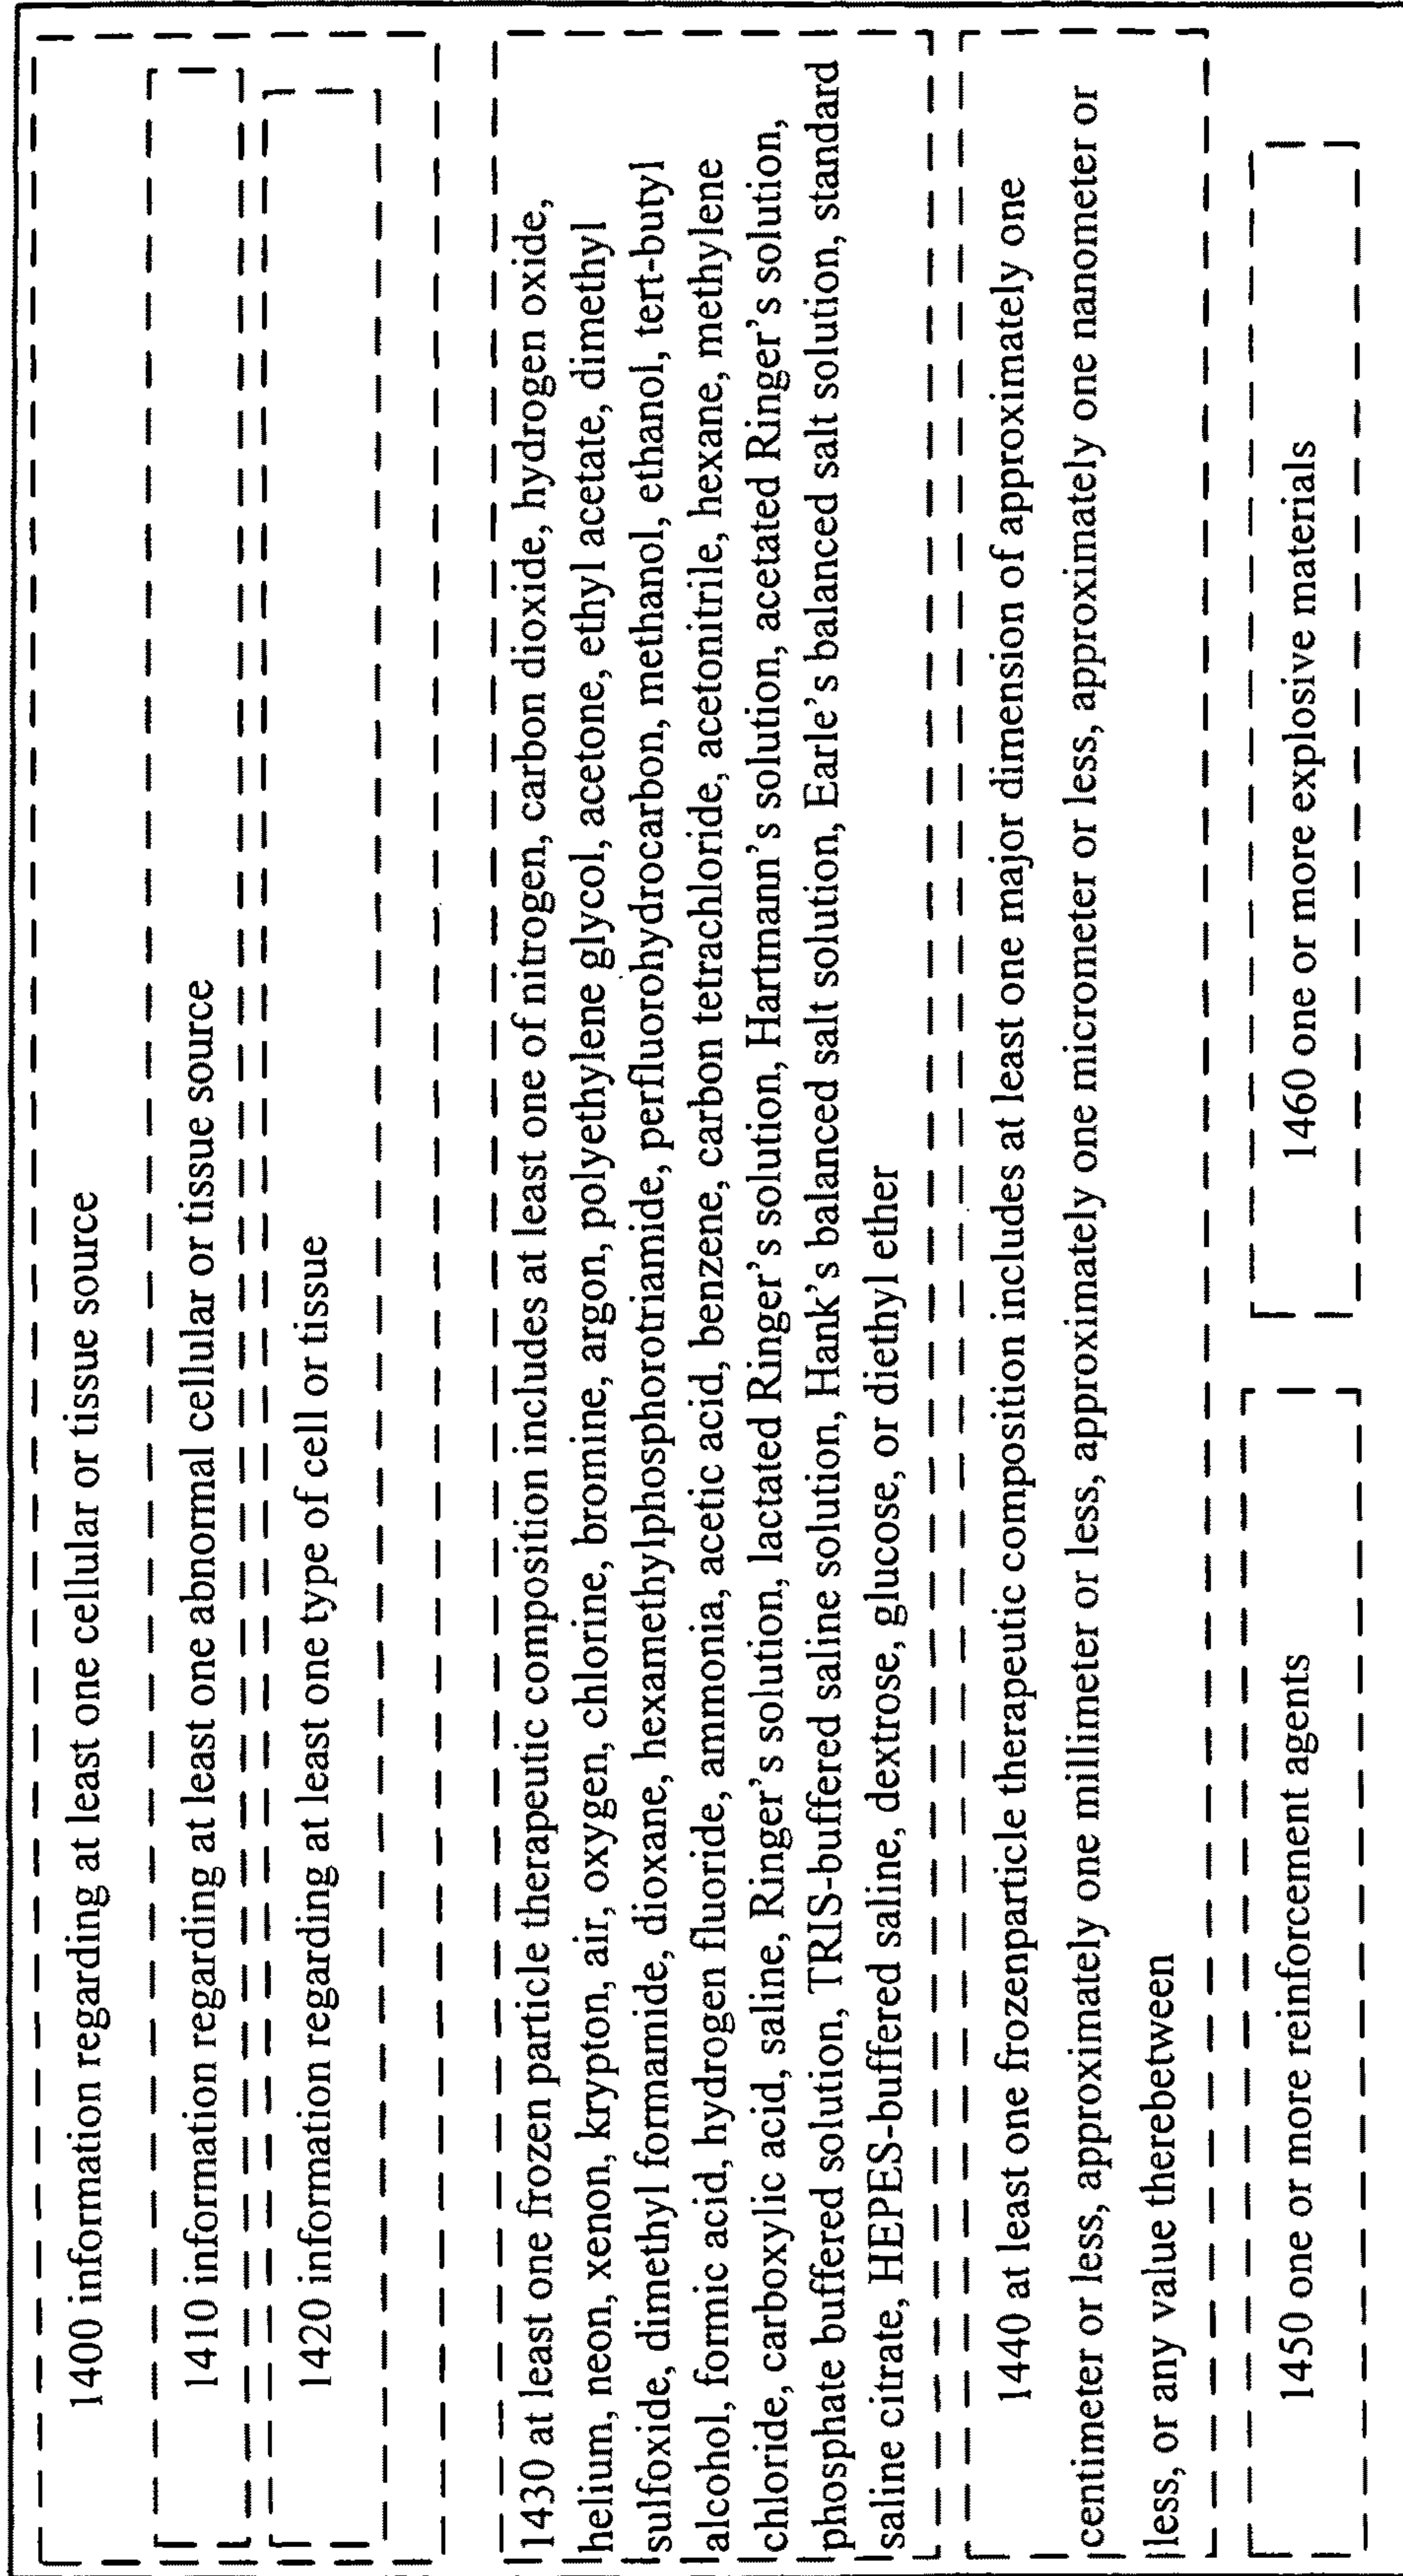 1400 information regarding at least one cellular or tissue source
1410 information regarding at least one abnormal cellular or tissue source
1420 information regarding at least one type of cell or tissue
1430 at least one frozen particle therapeutic composition includes at least one of nitrogen, carbon dioxide, hydrogen oxide,
helium, neon, xenon, krypton, air, oxygen, chlorine, bromine, argon, polyethylene glycol, acetone, ethyl acetate, dimethyl
sulfoxide, dimethyl formamide, dioxane, hexamethylphosphorotriamide, perfluorohydrocarbon, methanol, ethanol, tert-butyl
alcohol, formic acid, hydrogen fluoride, ammonia, acetic acid, benzene, carbon tetrachloride, acetonitrile, hexane, methylene
chloride, carboxylic acid, saline, Ringer's solution, lactated Ringer's solution, Hartmann's solution, acetated Ringer's solution,
phosphate buffered solution, TRIS-buffered saline solution, Hank's balanced salt solution, Earle's balanced salt solution, standard
saline citrate, HEPES-buffered saline, dextrose, glucose, or diethyl ether
1440 at least one frozenparticle therapeutic composition includes at least one major dimension of approximately one
centimeter or less, approximately one millimeter or less, approximately one micrometer or less, approximately one nanometer or
less, or any value therebetween
1450 one or more reinforcement agents
1460 one or more explosive materials